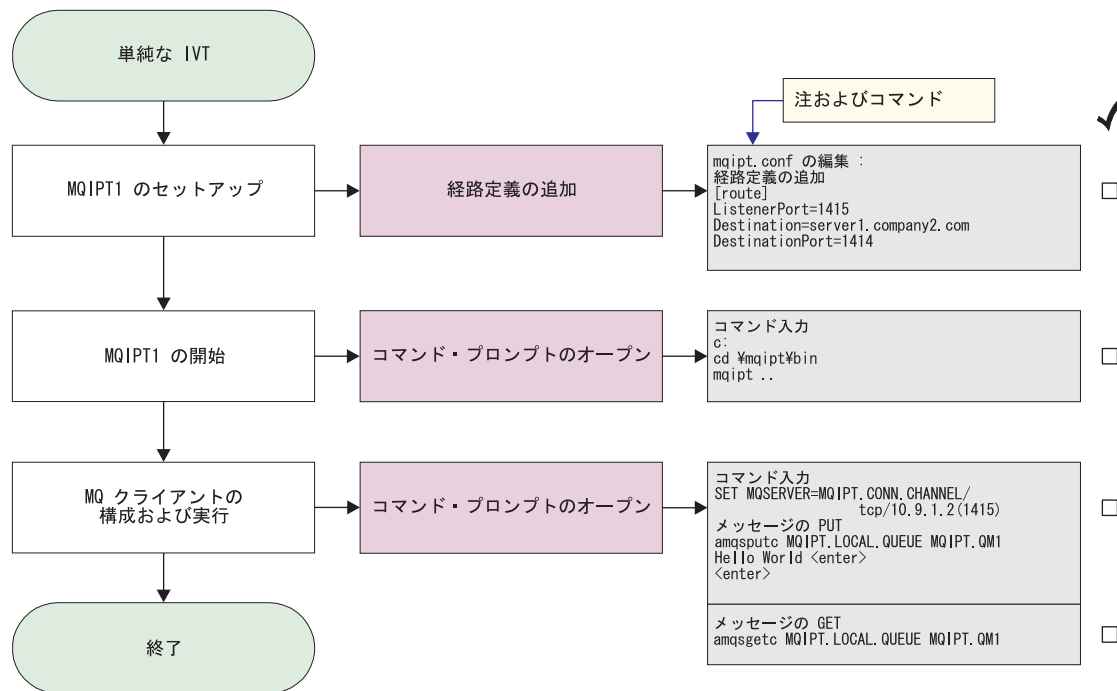 単純な IVT
注およびコマンド
MQIPT1 のセットアップ
経路定義の追加
mqipt.conf の編集 :
経路定義の追加
[route]
ListenerPort=1415
Destination=server1.company2.com
DestinationPort=1414
MQIPT1 の開始
コマンド・プロンプトのオープン
コマンド入力
c:
cd ¥mqipt¥bin
mqipt ..
MQ クライアントの
構成および実行
コマンド・プロンプトのオープン
コマンド入力
SET MQSERVER=MQIPT.CONN.CHANNEL/
tcp/10.9.1.2(1415)
メッセージの PUT
amqsputc MQIPT.LOCAL.QUEUE MQIPT.QM1
Hello World <enter>
<enter>
メッセージの GET
amqsgetc MQIPT.LOCAL.QUEUE MQIPT.QM1
終了